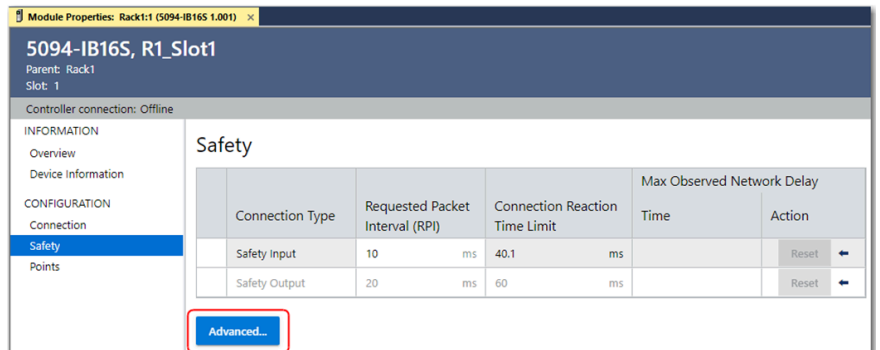 Module Properties: Rack1:1 (5094-IB16S 1.001) ×
5094-IB16S, R1_Slot1
Parent: Rack1
Slot: 1
Controller connection: Offline
INFORMATION
Overview
Device Information
CONFIGURATION
Connection
Safety
Points
Safety
Max Observed Network Delay
Connection Type
Requested Packet
Interval (RPI)
Connection Reaction
Time Limit
Time
Action
Safety Input 10 ms 40.1 ms Reset
Safety Output 20 ms 60 ms Reset
Advanced...